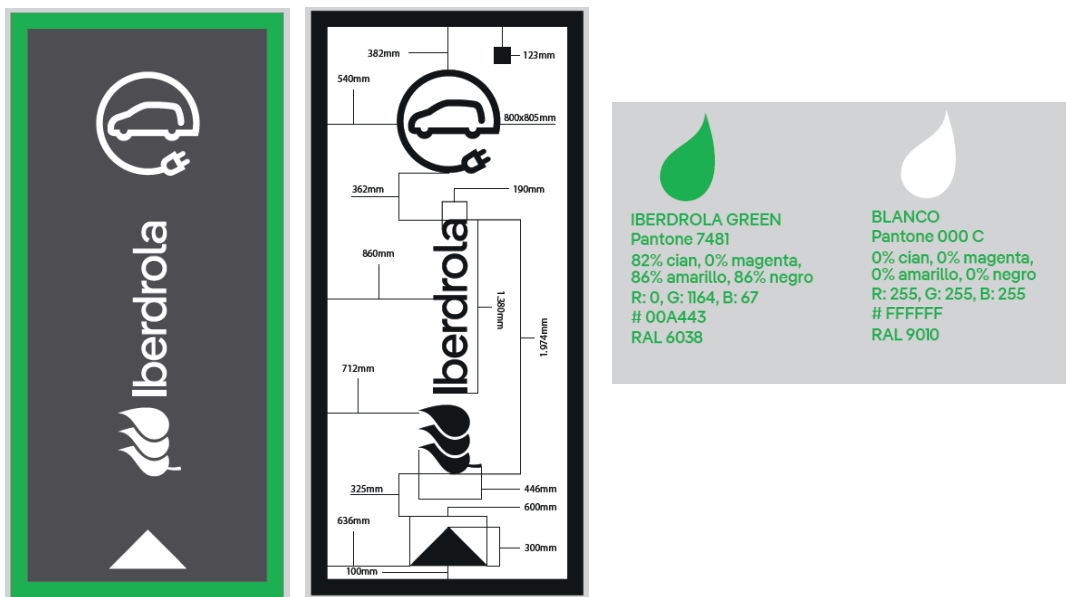 Iberdrola
382mm
123mm
540mm
800x805mm
362mm
190mm
860mm
Iberdrola
1.380mm
1.974mm
712mm
325mm
446mm
600mm
636mm
300mm
100mm
IBERDROLA GREEN
Pantone 7481
82% cian, 0% magenta,
86% amarillo, 86% negro
R: 0, G: 1164, B: 67
# 00A443
RAL 6038
BLANCO
Pantone 000 C
0% cian, 0% magenta,
0% amarillo, 0% negro
R: 255, G: 255, B: 255
# FFFFFF
RAL 9010